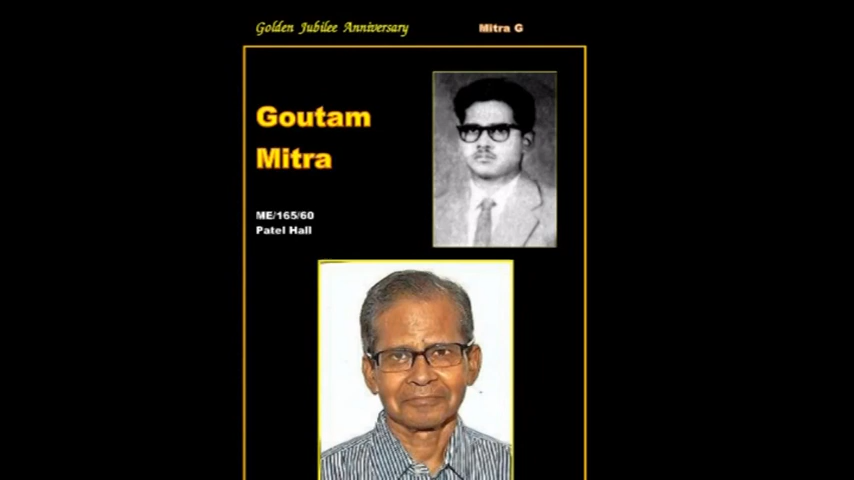 Golden Jubilee Anniversary Mitra G
Goutam
Mitra
ME/165/60
Patel Hall